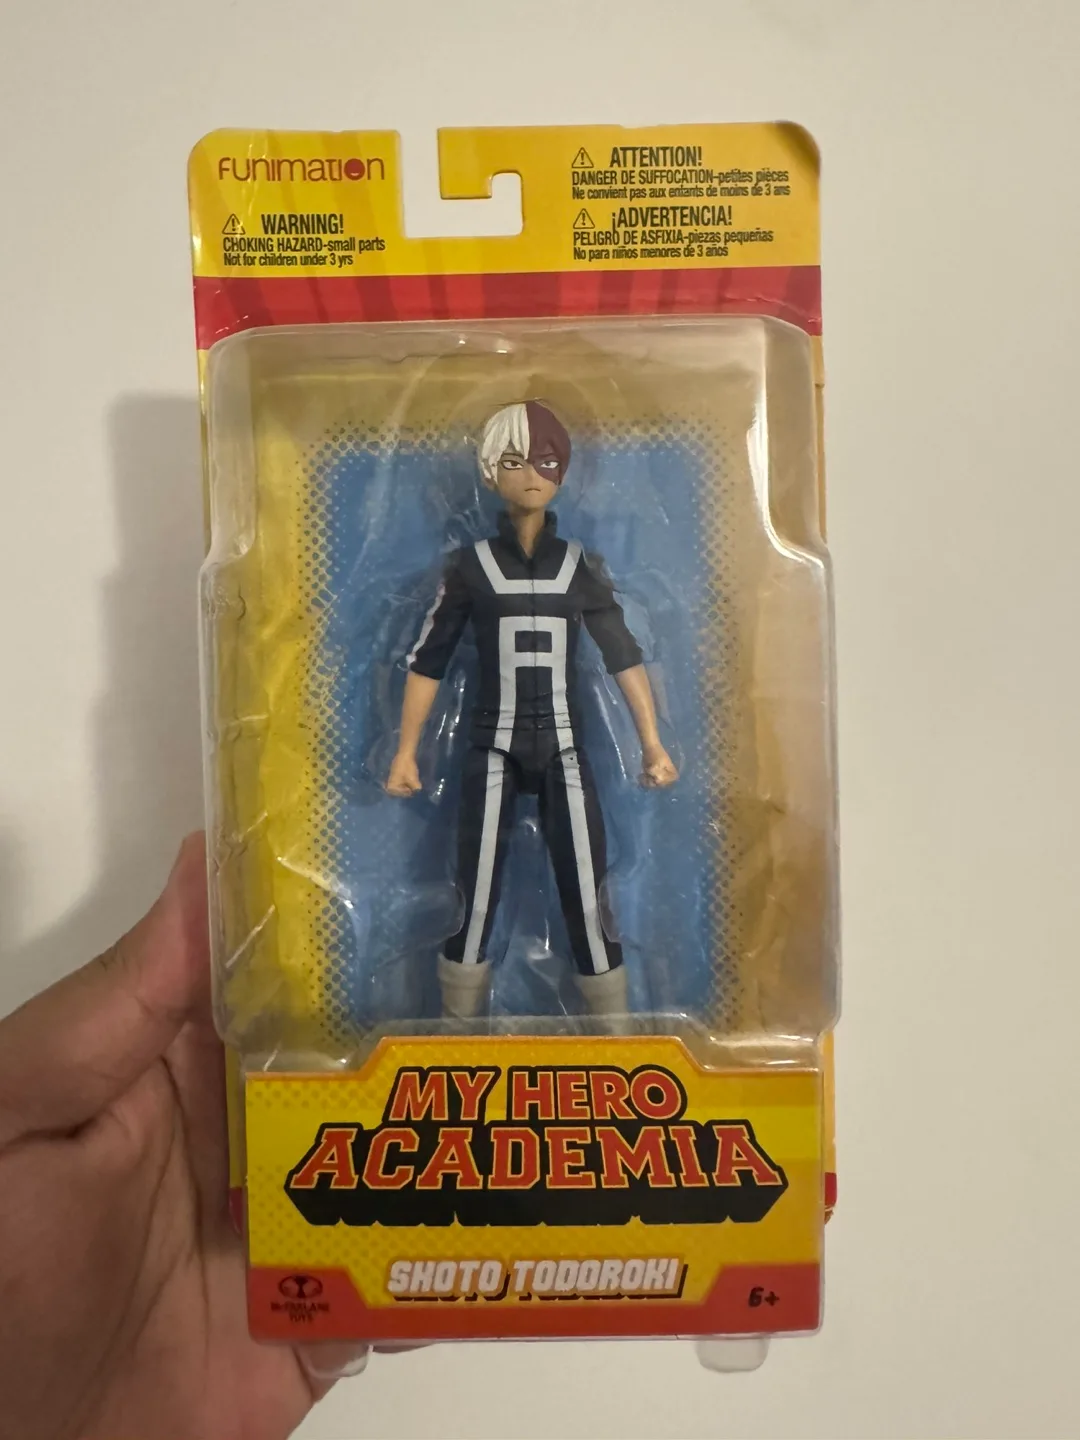 FUNIMATION
WARNING!
CHOKING HAZARD-small parts
Not for children under 3 yrs
ATTENTION!
DANGER DE SUFFOCATION-petites pièces
Ne convient pas aux enfants de moins de 3 ans
¡ADVERTENCIA!
PELIGRO DE ASFIXIA-piezas pequeñas
No para niños menores de 3 años
MY HERO
ACADEMIA
SHOTO TODOROKI
McFARLANE
TOYS
6+